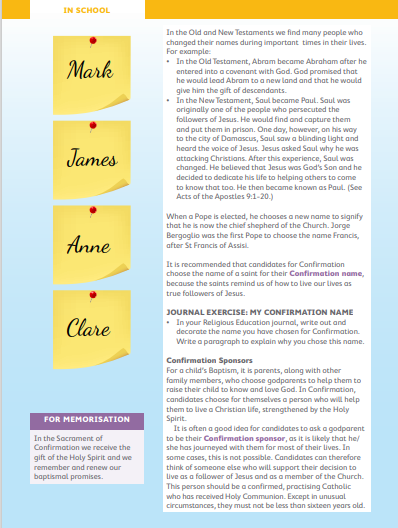 IN SCHOOL
Mark
James
Anne
Clare
FOR MEMORISATION
In the Sacrament of
Confirmation we receive the
gift of the Holy Spirit and we
remember and renew our
baptismal promises.
In the Old and New Testaments we find many people who
changed their names during important times in their lives.
For example:
• In the Old Testament, Abram became Abraham after he
entered into a covenant with God. God promised that
he would lead Abram to a new land and that he would
give him the gift of descendants.
• In the New Testament, Saul became Paul. Saul was
originally one of the people who persecuted the
followers of Jesus. He would find and capture them
and put them in prison. One day, however, on his way
to the city of Damascus, Saul saw a blinding light and
heard the voice of Jesus. Jesus asked Saul why he was
attacking Christians. After this experience, Saul was
changed. He believed that Jesus was God's Son and he
decided to dedicate his life to helping others to come
to know that too. He then became known as Paul. (See
Acts of the Apostles 9:1–20.)
When a Pope is elected, he chooses a new name to signify
that he is now the chief shepherd of the Church. Jorge
Bergoglio was the first Pope to choose the name Francis,
after St Francis of Assisi.
It is recommended that candidates for Confirmation
choose the name of a saint for their Confirmation name,
because the saints remind us of how to live our lives as
true followers of Jesus.
JOURNAL EXERCISE: MY CONFIRMATION NAME
• In your Religious Education journal, write out and
decorate the name you have chosen for Confirmation.
Write a paragraph to explain why you chose this name.
Confirmation Sponsors
For a child's Baptism, it is parents, along with other
family members, who choose godparents to help them to
raise their child to know and love God. In Confirmation,
candidates choose for themselves a person who will help
them to live a Christian life, strengthened by the Holy
Spirit.
It is often a good idea for candidates to ask a godparent
to be their Confirmation sponsor, as it is likely that he/
she has journeyed with them for most of their lives. In
some cases, this is not possible. Candidates can therefore
think of someone else who will support their decision to
live as a follower of Jesus and as a member of the Church.
This person should be a confirmed, practising Catholic
who has received Holy Communion. Except in unusual
circumstances, they must not be less than sixteen years old.